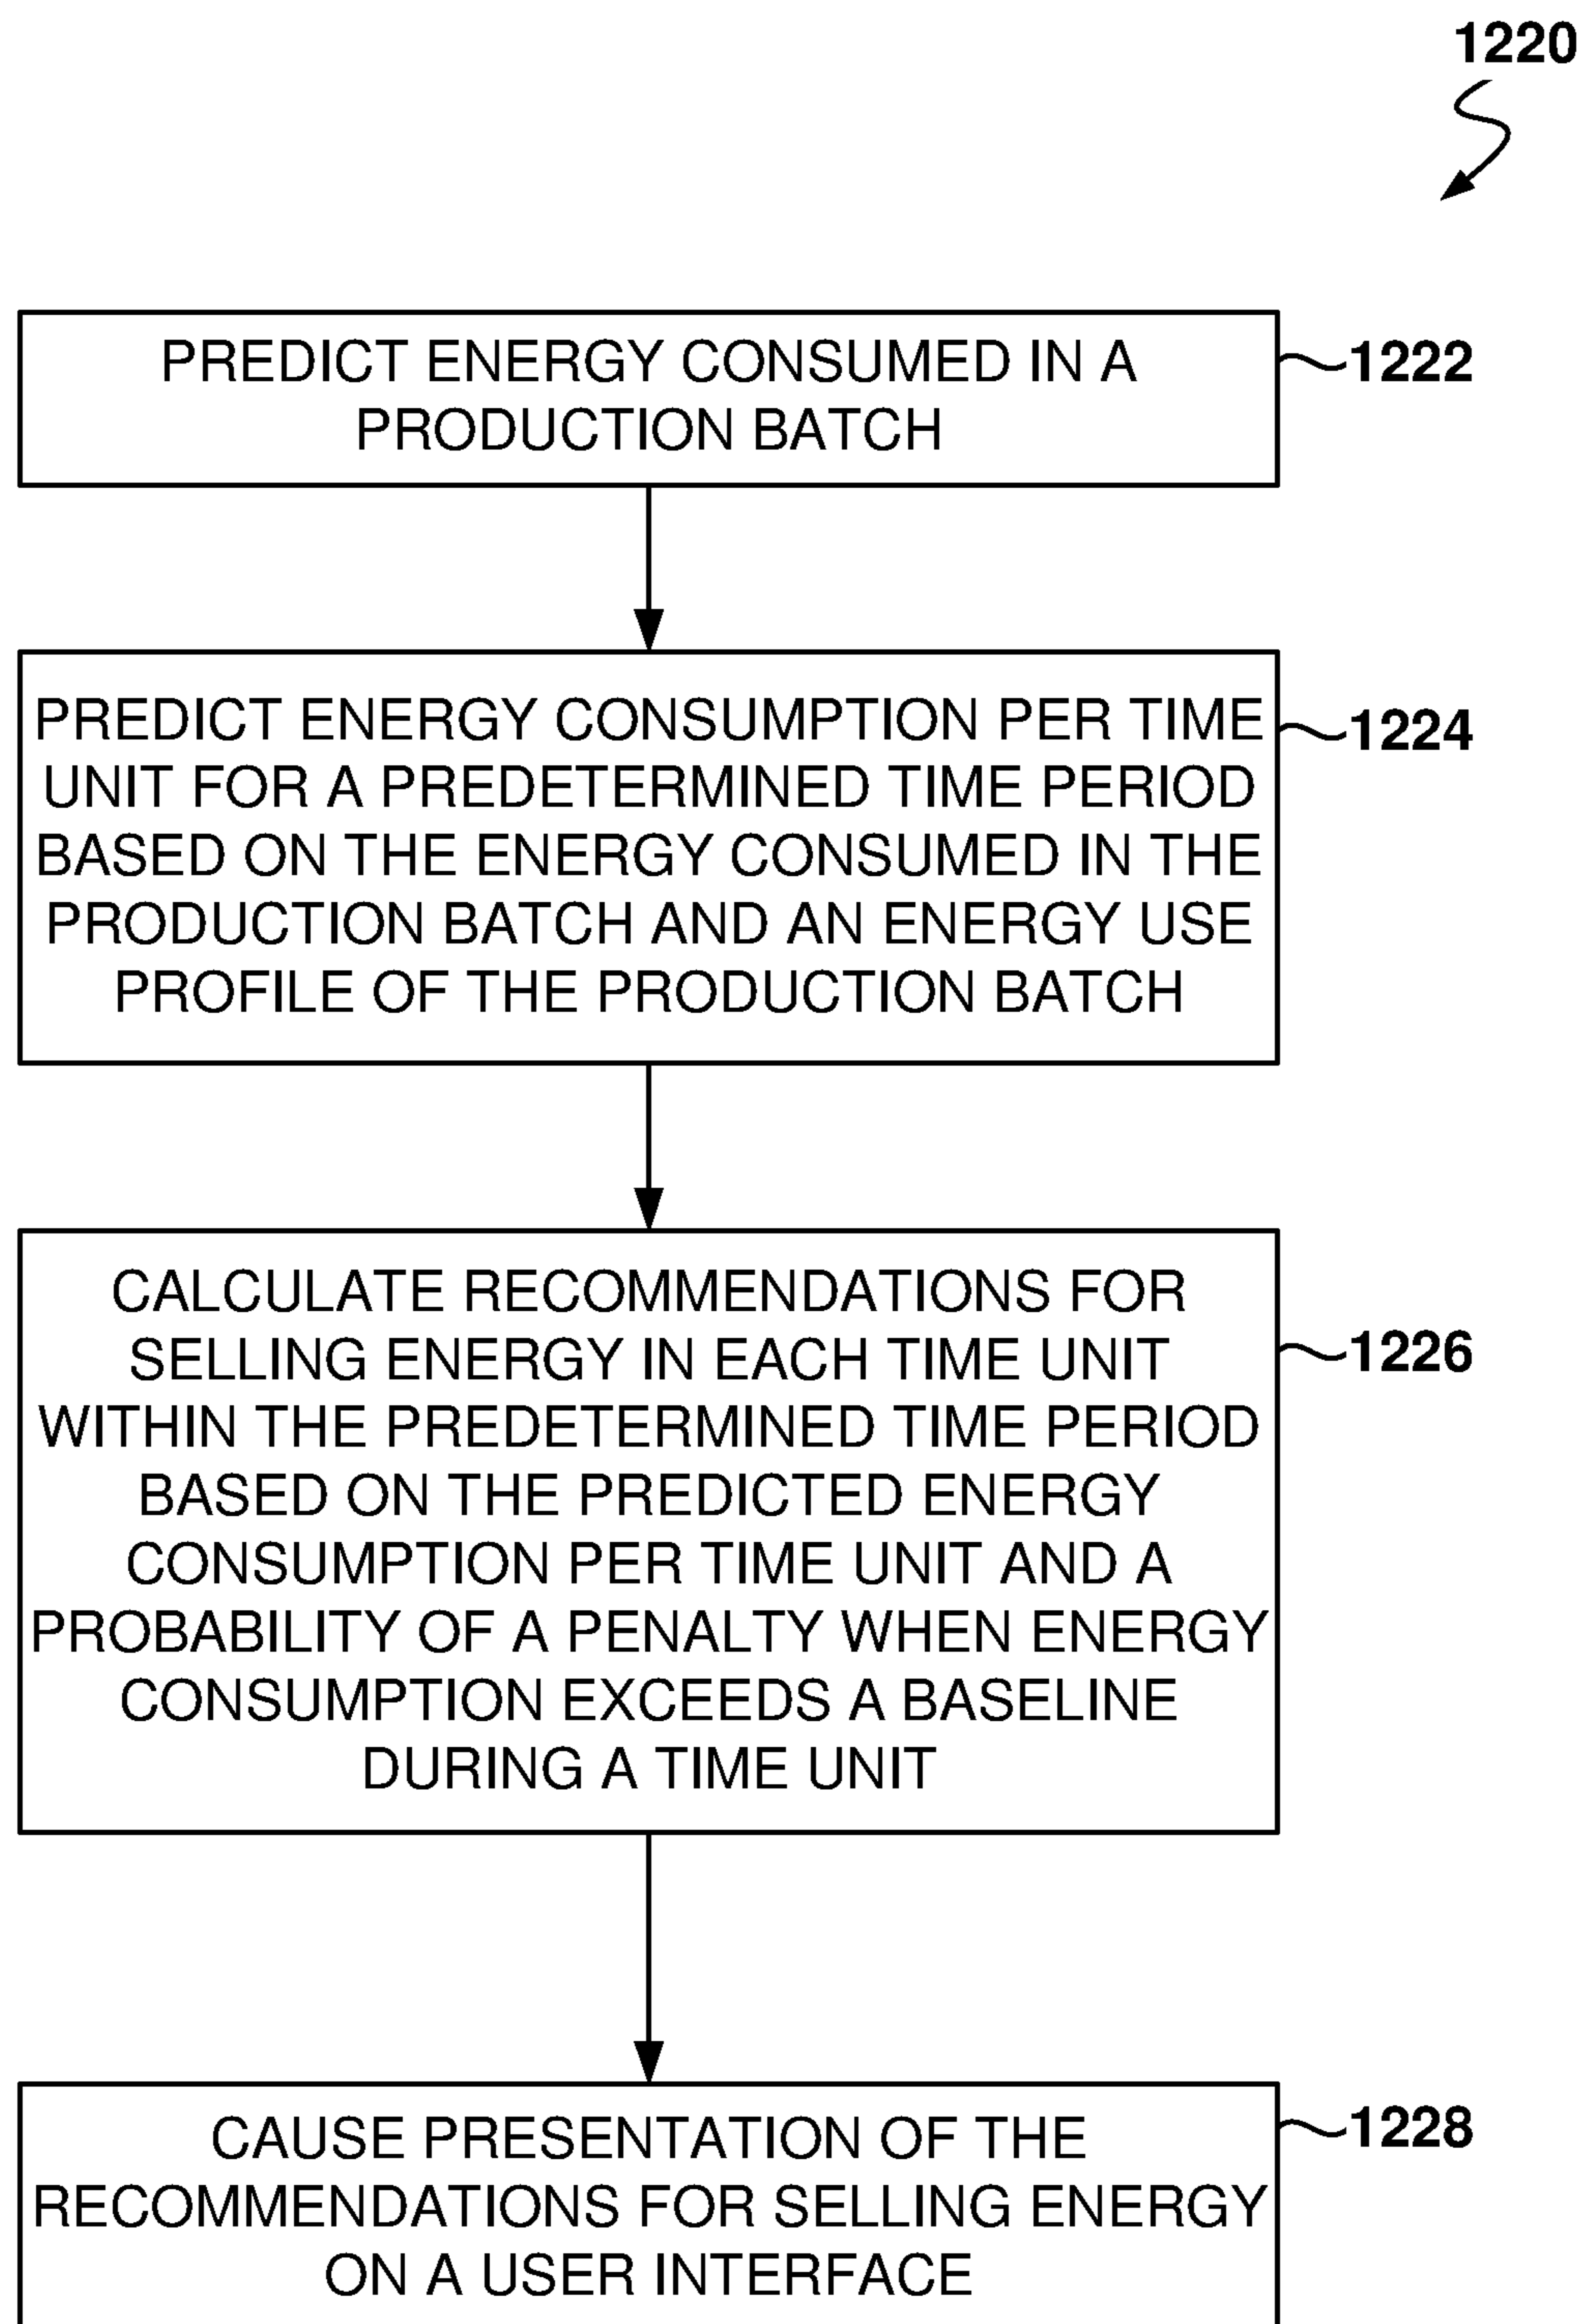 1220
PREDICT ENERGY CONSUMED IN A
PRODUCTION BATCH
1222
PREDICT ENERGY CONSUMPTION PER TIME
UNIT FOR A PREDETERMINED TIME PERIOD
BASED ON THE ENERGY CONSUMED IN THE
PRODUCTION BATCH AND AN ENERGY USE
PROFILE OF THE PRODUCTION BATCH
1224
CALCULATE RECOMMENDATIONS FOR
SELLING ENERGY IN EACH TIME UNIT
WITHIN THE PREDETERMINED TIME PERIOD
BASED ON THE PREDICTED ENERGY
CONSUMPTION PER TIME UNIT AND A
PROBABILITY OF A PENALTY WHEN ENERGY
CONSUMPTION EXCEEDS A BASELINE
DURING A TIME UNIT
1226
CAUSE PRESENTATION OF THE
RECOMMENDATIONS FOR SELLING ENERGY
ON A USER INTERFACE
1228